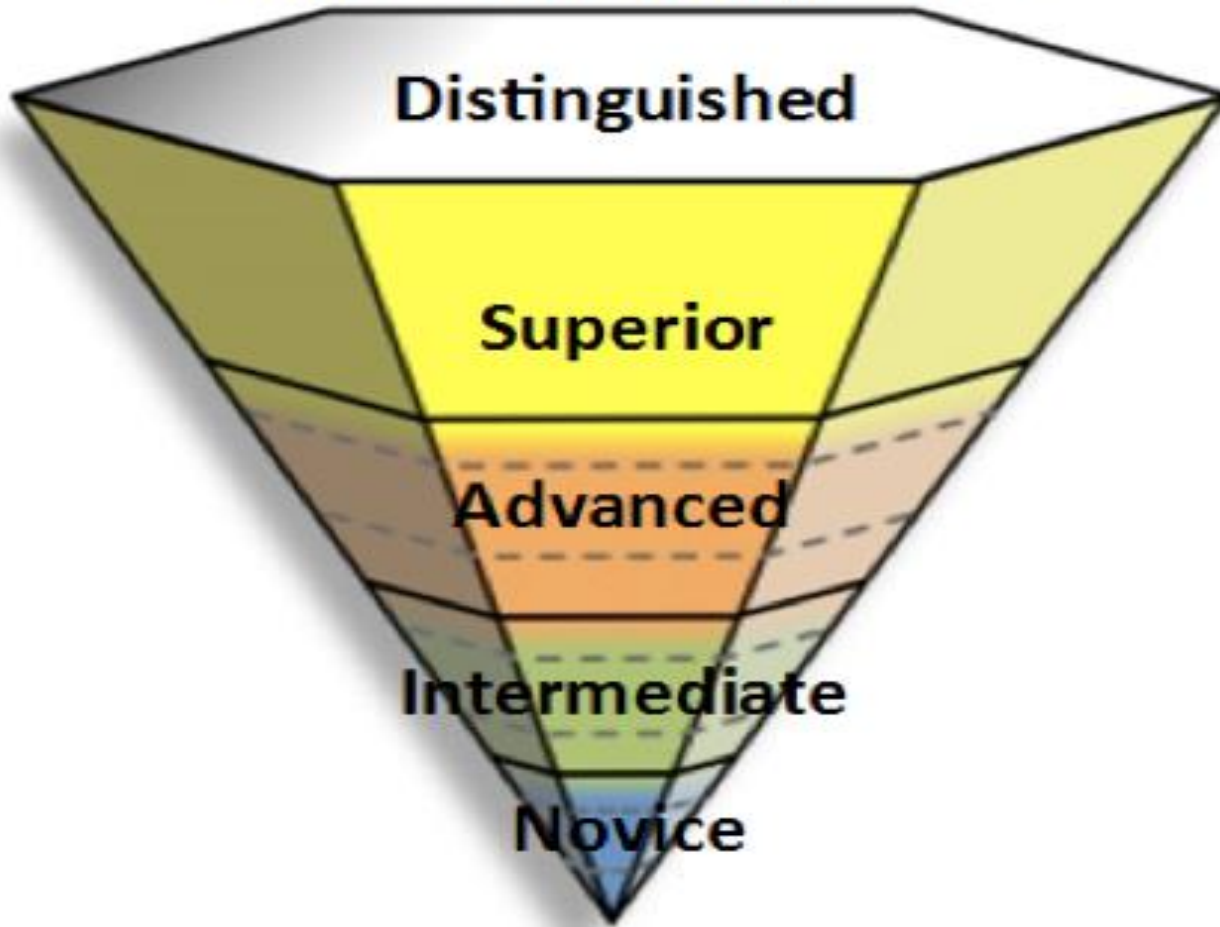 Distinguished
Superior
Advanced
Intermediate
Novice